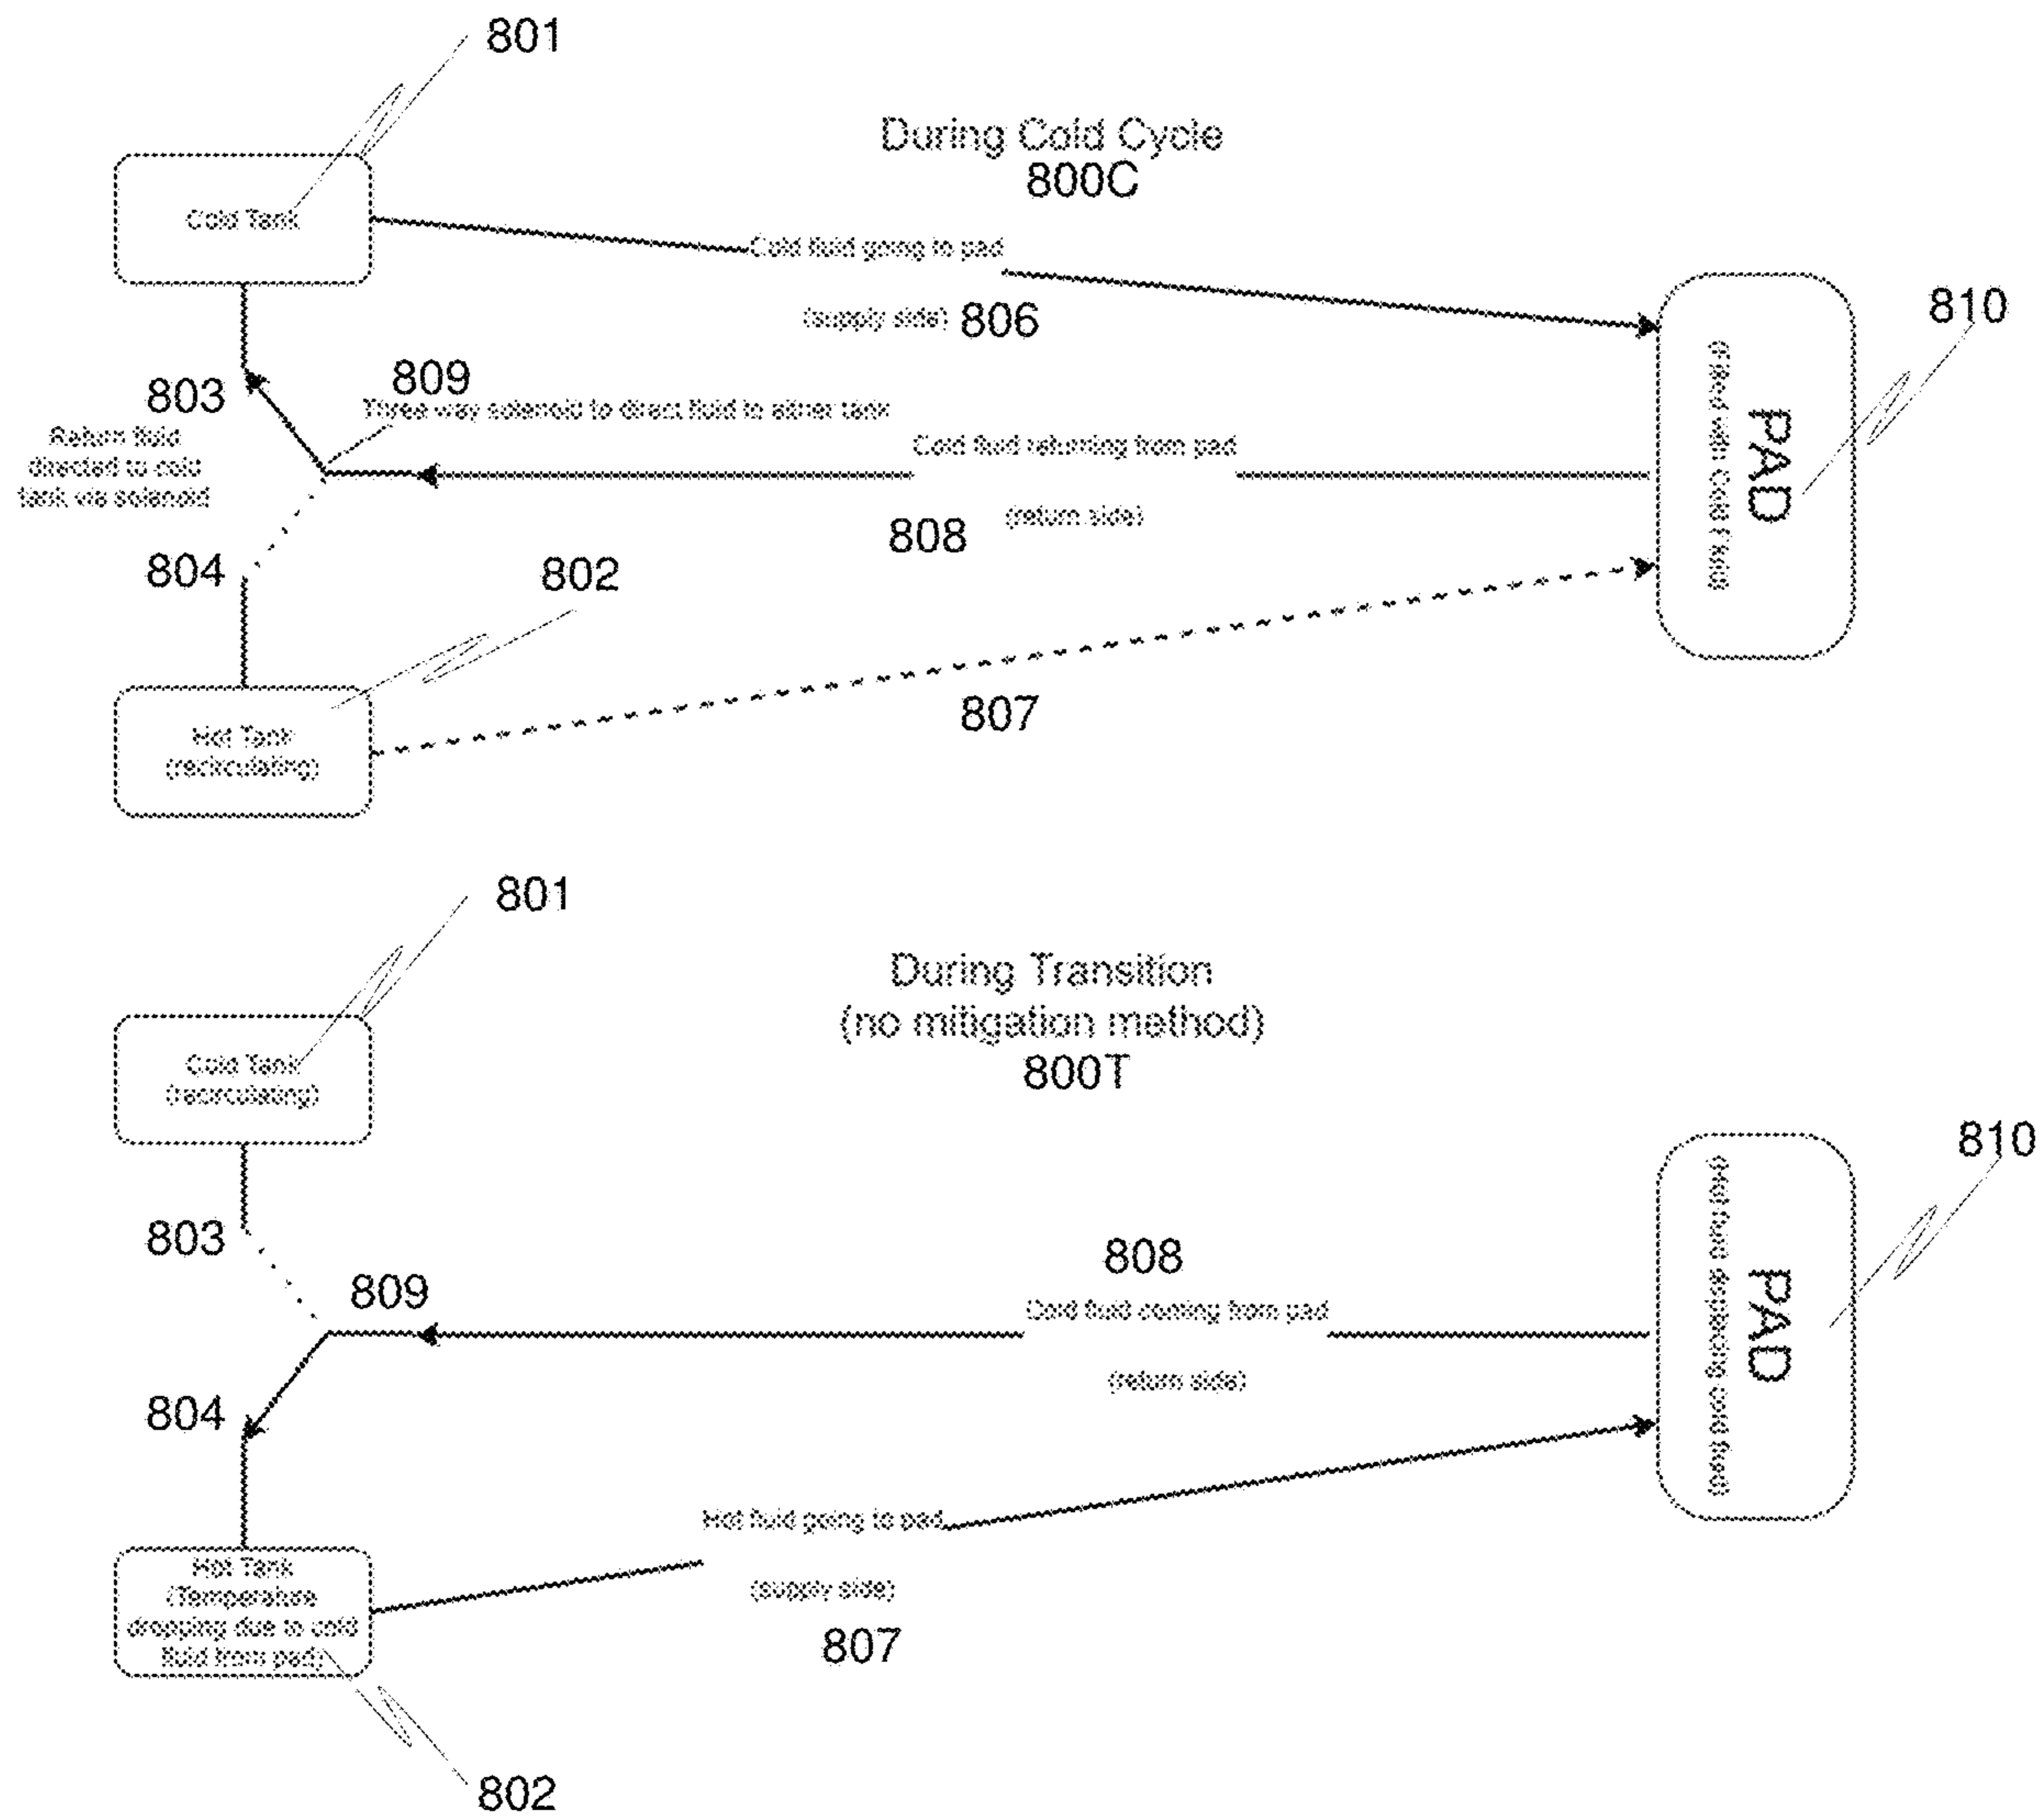 801
During Cold Cycle
800C
Cold Tank
Cold fluid going to pad
(supply side) 806
810
803
809
Three way solenoid to direct fluid to either tank
Return fluid
directed to cold
tank via solenoid
Cold fluid returning from pad
808
(return side)
PAD
(Filled with Cold Fluid)
804
802
807
Hot Tank
(recirculating)
801
During Transition
(no mitigation method)
800T
Cold Tank
(recirculating)
810
803
809
808
Cold fluid coming from pad
(return side)
PAD
(Hot fluid displacing cold fluid)
804
Hot fluid going to pad
(supply side)
807
Hot Tank
(Temperature
dropping due to cold
fluid from pad)
802